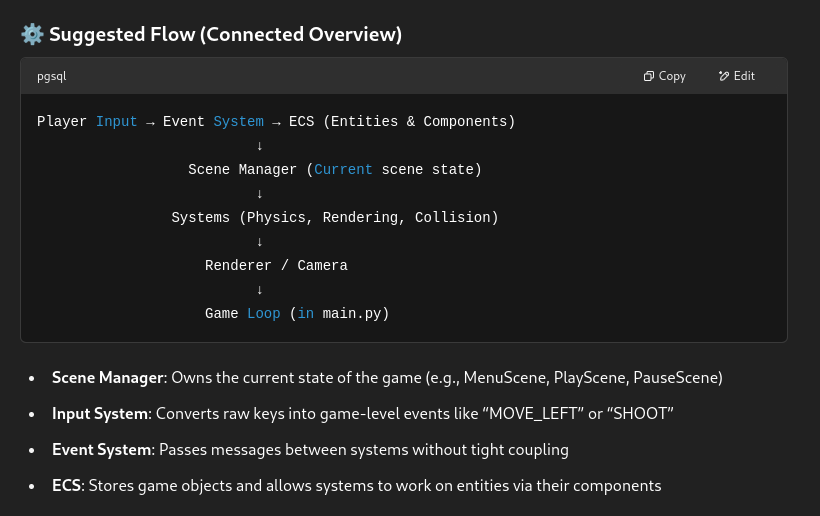 ⚙️ Suggested Flow (Connected Overview)
pgsql Copy Edit
Player Input → Event System → ECS (Entities & Components)
↓
Scene Manager (Current scene state)
↓
Systems (Physics, Rendering, Collision)
↓
Renderer / Camera
↓
Game Loop (in main.py)
• Scene Manager: Owns the current state of the game (e.g., MenuScene, PlayScene, PauseScene)
• Input System: Converts raw keys into game-level events like “MOVE_LEFT” or “SHOOT”
• Event System: Passes messages between systems without tight coupling
• ECS: Stores game objects and allows systems to work on entities via their components